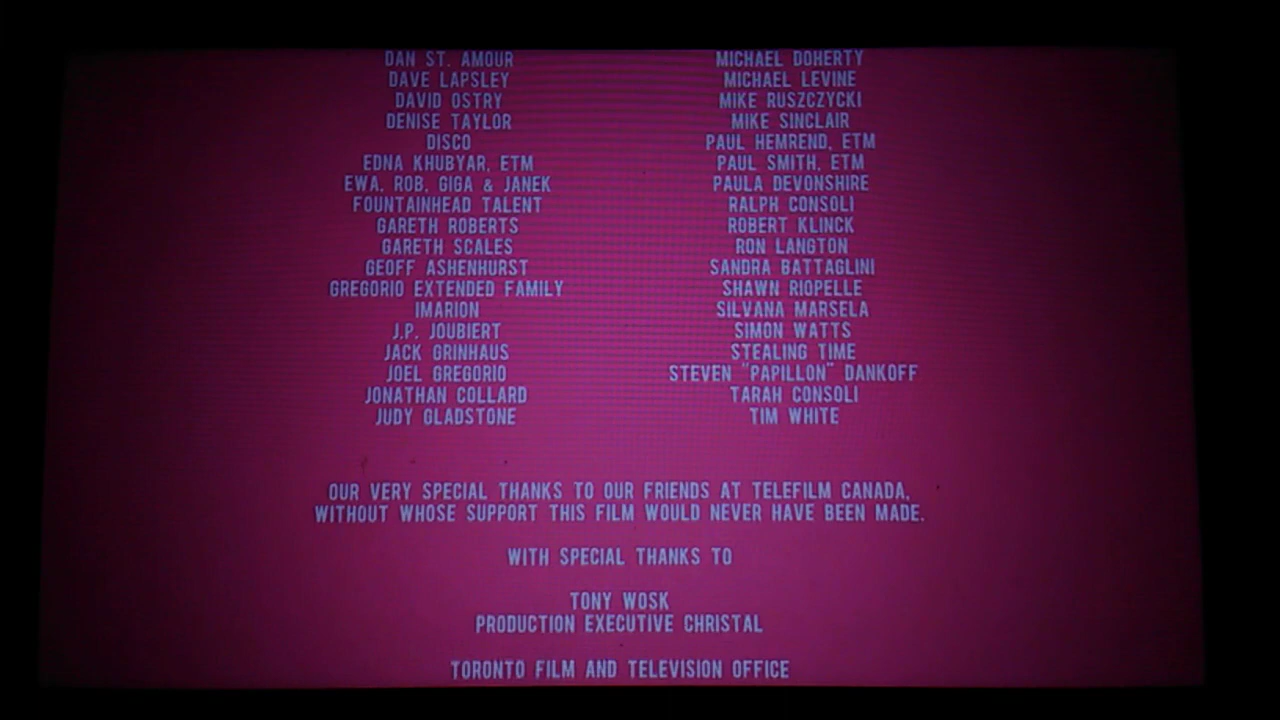 DAN ST. AMOUR
DAVE LAPSLEY
DAVID OSTRY
DENISE TAYLOR
DISCO
EDNA KHUBYAR, ETM
EWA, ROB, GIGA & JANEK
FOUNTAINHEAD TALENT
GARETH ROBERTS
GARETH SCALES
GEOFF ASHENHURST
GREGORIO EXTENDED FAMILY
IMARION
J.P. JOUBIERT
JACK GRINHAUS
JOEL GREGORIO
JONATHAN COLLARD
JUDY GLADSTONE
MICHAEL DOHERTY
MICHAEL LEVINE
MIKE RUSZCZYCKI
MIKE SINCLAIR
PAUL HEMREND, ETM
PAUL SMITH, ETM
PAULA DEVONSHIRE
RALPH CONSOLI
ROBERT KLINCK
RON LANGTON
SANDRA BATTAGLINI
SHAWN RIOPELLE
SILVANA MARSELA
SIMON WATTS
STEALING TIME
STEVEN "PAPILLON" DANKOFF
TARAH CONSOLI
TIM WHITE
OUR VERY SPECIAL THANKS TO OUR FRIENDS AT TELEFILM CANADA,
WITHOUT WHOSE SUPPORT THIS FILM WOULD NEVER HAVE BEEN MADE.
WITH SPECIAL THANKS TO
TONY WOSK
PRODUCTION EXECUTIVE CHRISTAL
TORONTO FILM AND TELEVISION OFFICE